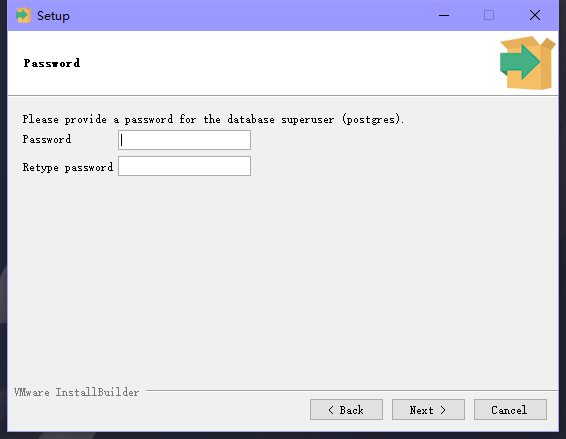 Setup
Password
Please provide a password for the database superuser (postgres).
Password
Retype password
VMware InstallBuilder
< Back
Next >
Cancel